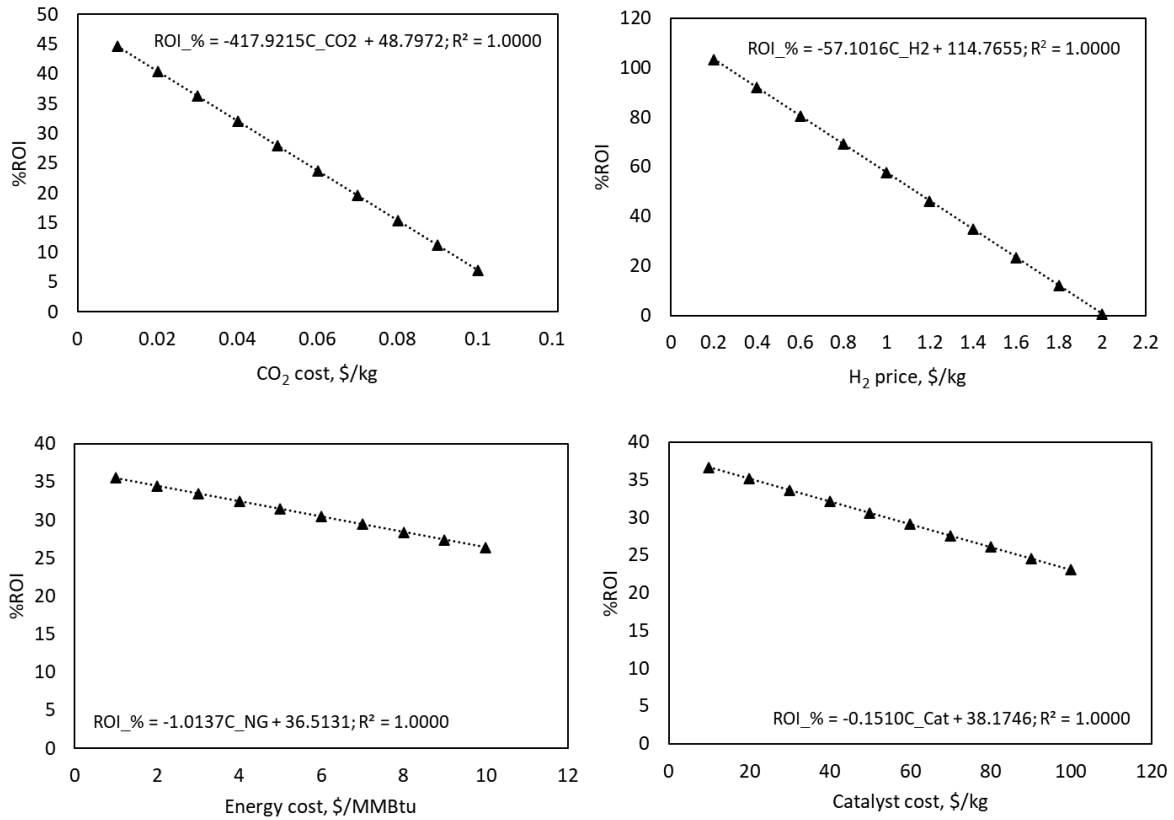 ROI_% = -417.9215C_CO2 + 48.7972; R² = 1.0000
50
45
40
35
30
25
20
15
10
5
0
%ROI
0 0.02 0.04 0.06 0.08 0.1 0.1
CO₂ cost, $/kg
ROI_% = -57.1016C_H2 + 114.7655; R² = 1.0000
120
100
80
60
40
20
0
%ROI
0 0.2 0.4 0.6 0.8 1 1.2 1.4 1.6 1.8 2 2.2
H₂ price, $/kg
40
35
30
25
20
15
10
5
0
%ROI
ROI_% = -1.0137C_NG + 36.5131; R² = 1.0000
0 2 4 6 8 10 12
Energy cost, $/MMBtu
40
35
30
25
20
15
10
5
0
%ROI
ROI_% = -0.1510C_Cat + 38.1746; R² = 1.0000
0 20 40 60 80 100 120
Catalyst cost, $/kg